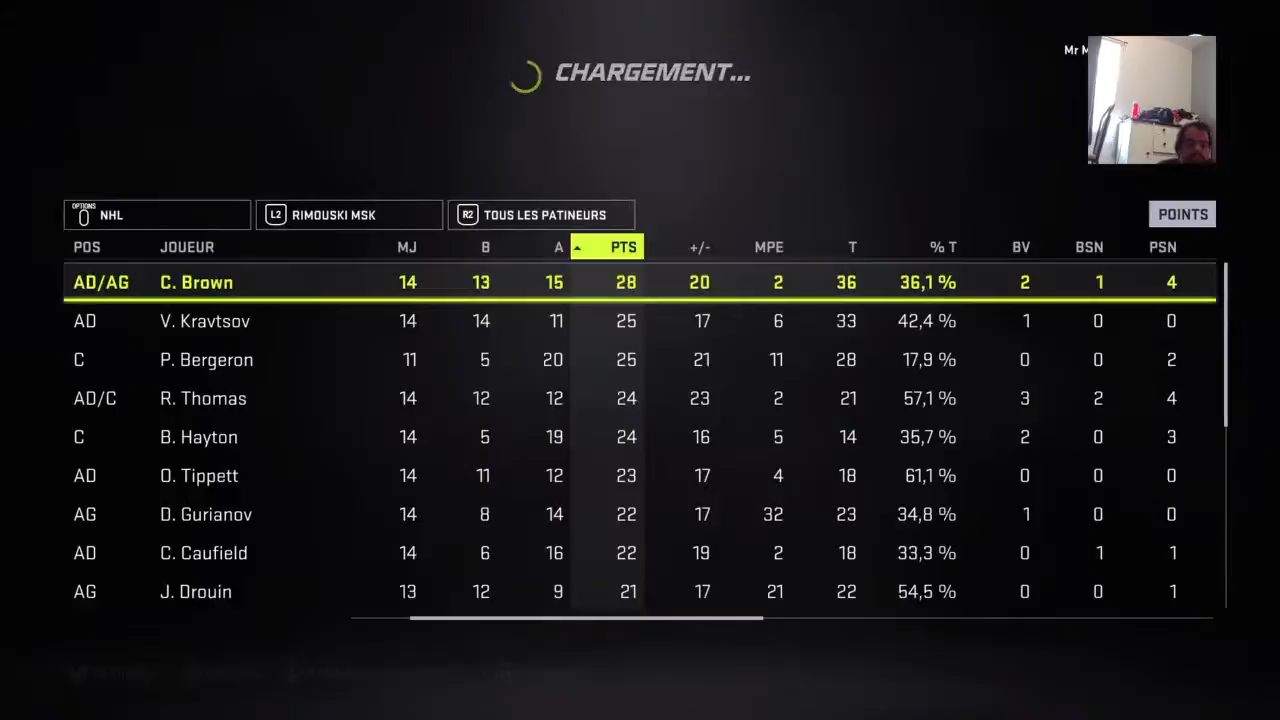 CHARGEMENT...
Mr M
OPTIONS NHL L2 RIMOUSKI MSK R2 TOUS LES PATINEURS POINTS
POS JOUEUR MJ B A PTS +/- MPE T % T BV BSN PSN
AD/AG C. Brown 14 13 15 28 20 2 36 36,1 % 2 1 4
AD V. Kravtsov 14 14 11 25 17 6 33 42,4 % 1 0 0
C P. Bergeron 11 5 20 25 21 11 28 17,9 % 0 0 2
AD/C R. Thomas 14 12 12 24 23 2 21 57,1 % 3 2 4
C B. Hayton 14 5 19 24 16 5 14 35,7 % 2 0 3
AD O. Tippett 14 11 12 23 17 4 18 61,1 % 0 0 0
AG D. Gurianov 14 8 14 22 17 32 23 34,8 % 1 0 0
AD C. Caufield 14 6 16 22 19 2 18 33,3 % 0 1 1
AG J. Drouin 13 12 9 21 17 21 22 54,5 % 0 0 1